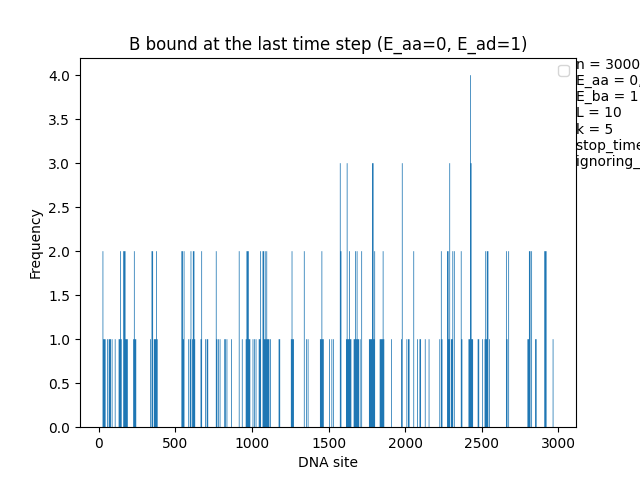 B bound at the last time step (E_aa=0, E_ad=1)
n = 3000
E_aa = 0,
E_ba = 1
L = 10
k = 5
stop_time
ignoring_
Frequency
4.0
3.5
3.0
2.5
2.0
1.5
1.0
0.5
0.0
0 500 1000 1500 2000 2500 3000
DNA site